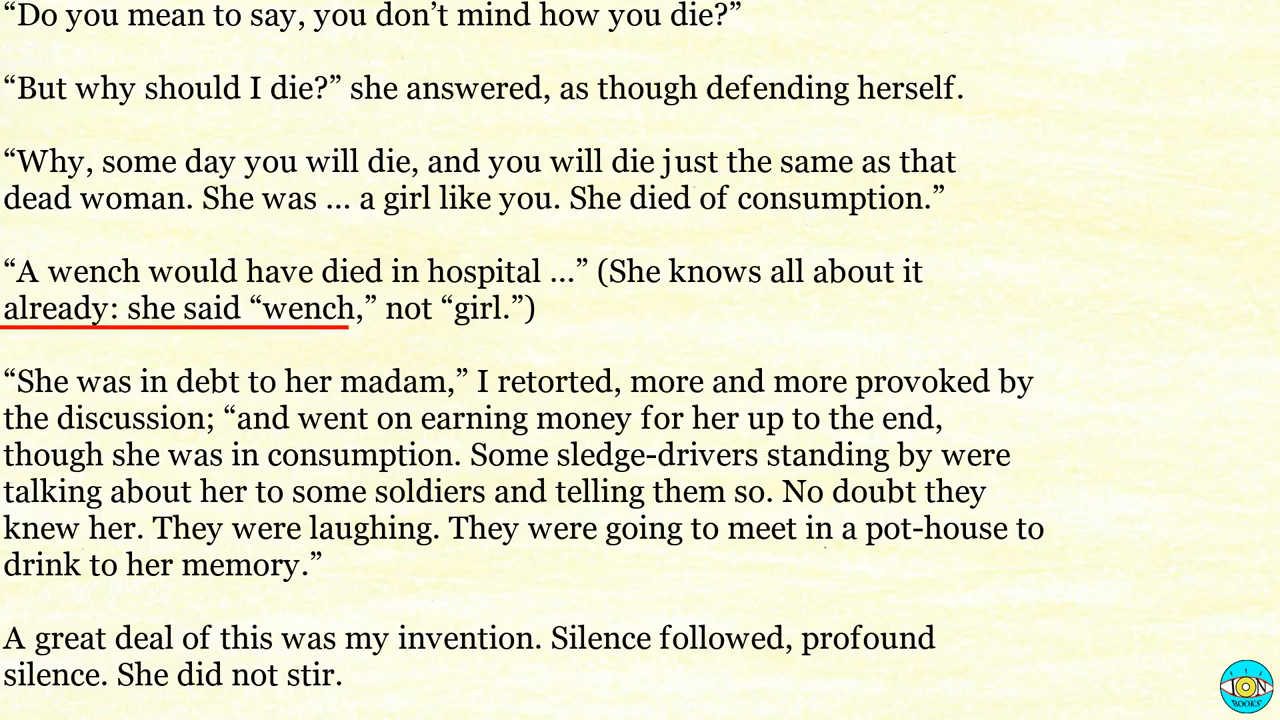 “Do you mean to say, you don’t mind how you die?”
“But why should I die?” she answered, as though defending herself.
“Why, some day you will die, and you will die just the same as that
dead woman. She was ... a girl like you. She died of consumption.”
“A wench would have died in hospital ...” (She knows all about it
already: she said “wench,” not “girl.”)
“She was in debt to her madam,” I retorted, more and more provoked by
the discussion; “and went on earning money for her up to the end,
though she was in consumption. Some sledge-drivers standing by were
talking about her to some soldiers and telling them so. No doubt they
knew her. They were laughing. They were going to meet in a pot-house to
drink to her memory.”
A great deal of this was my invention. Silence followed, profound
silence. She did not stir.
ION
BOOKS